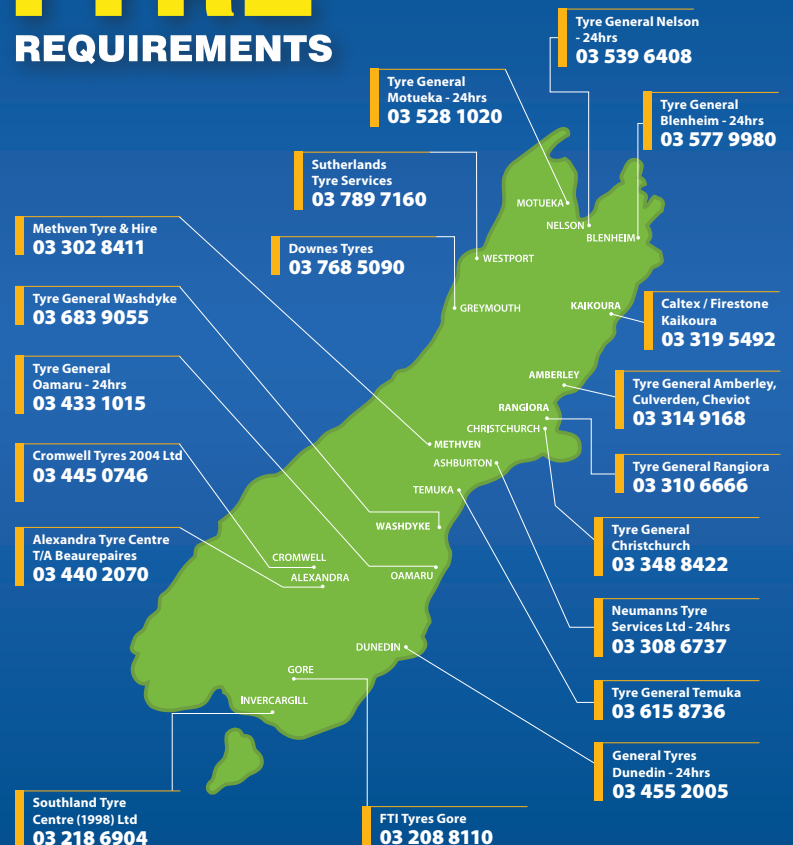 REQUIREMENTS
Tyre General Nelson
- 24hrs
03 539 6408
Tyre General
Motueka - 24hrs
03 528 1020
Tyre General
Blenheim - 24hrs
03 577 9980
Sutherlands
Tyre Services
03 789 7160
Methven Tyre & Hire
03 302 8411
Downes Tyres
03 768 5090
Tyre General Washdyke
03 683 9055
Caltex / Firestone
Kaikoura
03 319 5492
Tyre General
Oamaru - 24hrs
03 433 1015
Tyre General Amberley,
Culverden, Cheviot
03 314 9168
Cromwell Tyres 2004 Ltd
03 445 0746
Tyre General Rangiora
03 310 6666
Alexandra Tyre Centre
T/A Beaurepaires
03 440 2070
Tyre General
Christchurch
03 348 8422
Neumanns Tyre
Services Ltd - 24hrs
03 308 6737
Tyre General Temuka
03 615 8736
General Tyres
Dunedin - 24hrs
03 455 2005
Southland Tyre
Centre (1998) Ltd
03 218 6904
FTI Tyres Gore
03 208 8110
MOTUEKA
NELSON
BLENHEIM
WESTPORT
GREYMOUTH
KAIKOURA
AMBERLEY
RANGIORA
CHRISTCHURCH
METHVEN
ASHBURTON
TEMUKA
WASHDYKE
CROMWELL
ALEXANDRA
OAMARU
DUNEDIN
GORE
INVERCARGILL